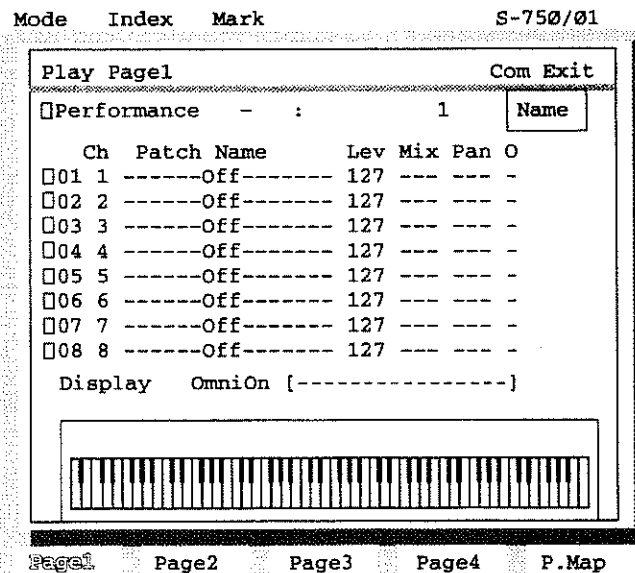 Mode Index Mark S-750/01
Play Page1 Com Exit
▯Performance - : 1 Name
Ch Patch Name Lev Mix Pan O
▯01 1 ------Off------- 127 --- --- -
▯02 2 ------Off------- 127 --- --- -
▯03 3 ------Off------- 127 --- --- -
▯04 4 ------Off------- 127 --- --- -
▯05 5 ------Off------- 127 --- --- -
▯06 6 ------Off------- 127 --- --- -
▯07 7 ------Off------- 127 --- --- -
▯08 8 ------Off------- 127 --- --- -
Display OmniOn [----------------]
Page1 Page2 Page3 Page4 P.Map